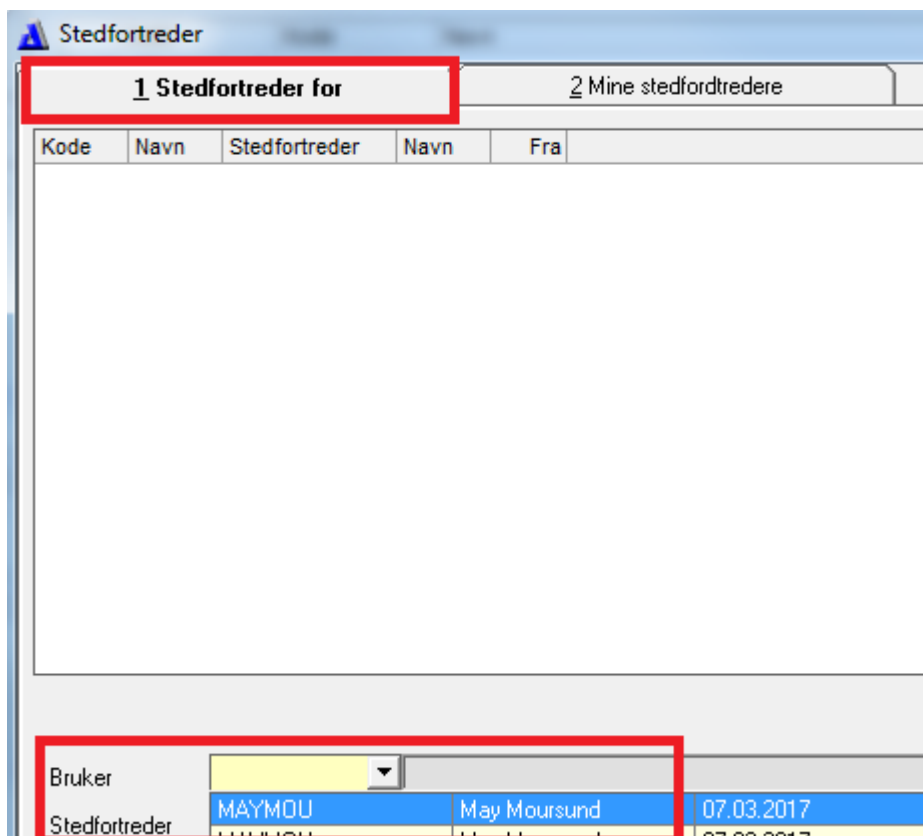 Stedfortreder
1 Stedfortreder for 2 Mine stedfordtredere
Kode Navn Stedfortreder Navn Fra
Bruker
MAYMOU May Moursund 07.03.2017
Stedfortreder